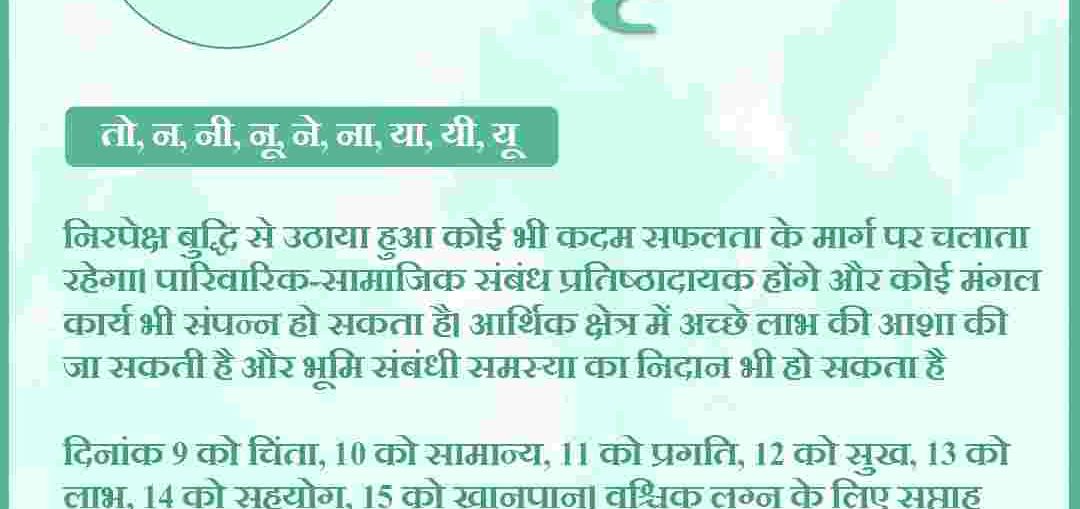 तो, न, नी, नू, ने, ना, या, यी, यू
निरपेक्ष बुद्धि से उठाया हुआ कोई भी कदम सफलता के मार्ग पर चलाता
रहेगा। पारिवारिक-सामाजिक संबंध प्रतिष्ठादायक होंगे और कोई मंगल
कार्य भी संपन्न हो सकता है। आर्थिक क्षेत्र में अच्छे लाभ की आशा की
जा सकती है और भूमि संबंधी समस्या का निदान भी हो सकता है
दिनांक 9 को चिंता, 10 को सामान्य, 11 को प्रगति, 12 को सुख, 13 को
लाभ, 14 को सहयोग, 15 को खानपान। वृश्चिक लग्न के लिए सप्ताह